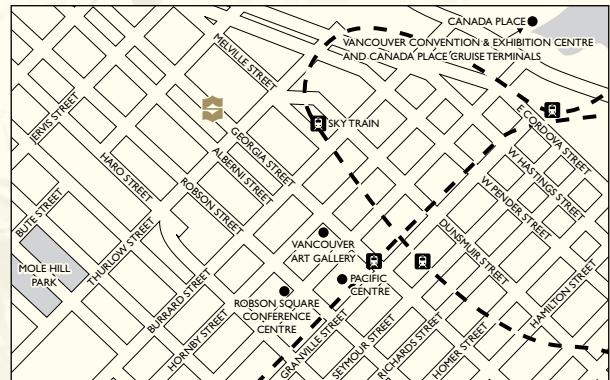 CANADA PLACE
VANCOUVER CONVENTION & EXHIBITION CENTRE
AND CANADA PLACE CRUISE TERMINALS
MELVILLE STREET
JERVIS STREET
SKY TRAIN
E CORDOVA STREET
GEORGIA STREET
ALBERNI STREET
HARO STREET
ROBSON STREET
W HASTINGS STREET
W PENDER STREET
BUTE STREET
THURLOW STREET
DUNSMUIR STREET
VANCOUVER
ART GALLERY
MOLE HILL
PARK
PACIFIC
CENTRE
BURRARD STREET
ROBSON SQUARE
CONFERENCE
CENTRE
HAMILTON STREET
HORNBY STREET
GRANVILLE STREET
SEYMOUR STREET
RICHARDS STREET
HOMER STREET